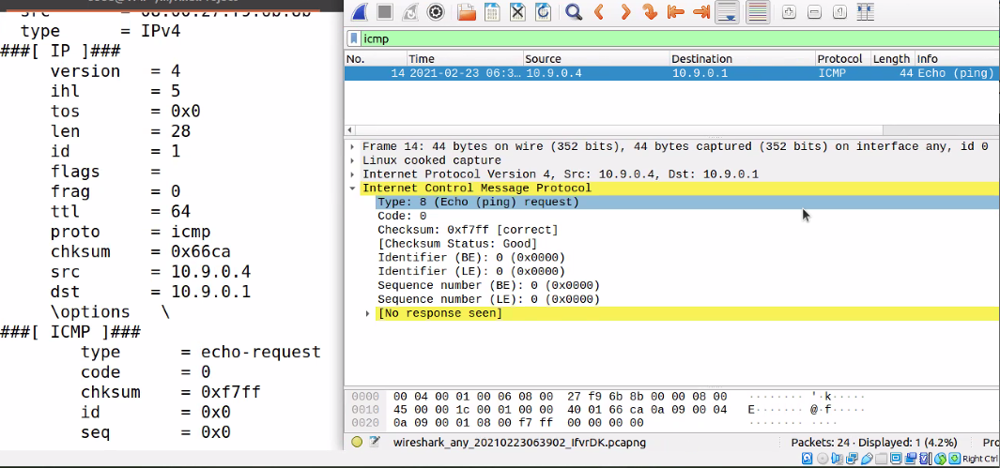 type = IPv4
###[ IP ]###
version = 4
ihl = 5
tos = 0x0
len = 28
id = 1
flags =
frag = 0
ttl = 64
proto = icmp
chksum = 0x66ca
src = 10.9.0.4
dst = 10.9.0.1
\options \
###[ ICMP ]###
type = echo-request
code = 0
chksum = 0xf7ff
id = 0x0
seq = 0x0
icmp
No. Time Source Destination Protocol Length Info
14 2021-02-23 06:3… 10.9.0.4 10.9.0.1 ICMP 44 Echo (ping)
Frame 14: 44 bytes on wire (352 bits), 44 bytes captured (352 bits) on interface any, id 0
Linux cooked capture
Internet Protocol Version 4, Src: 10.9.0.4, Dst: 10.9.0.1
Internet Control Message Protocol
Type: 8 (Echo (ping) request)
Code: 0
Checksum: 0xf7ff [correct]
[Checksum Status: Good]
Identifier (BE): 0 (0x0000)
Identifier (LE): 0 (0x0000)
Sequence number (BE): 0 (0x0000)
Sequence number (LE): 0 (0x0000)
[No response seen]
0000 00 04 00 01 00 06 08 00 27 f9 6b 8b 00 00 08 00 ········ '·k·····
0010 45 00 00 1c 00 01 00 00 40 01 66 ca 0a 09 00 04 E······· @·f·····
0020 0a 09 00 01 08 00 f7 ff 00 00 00 00 ········ ····
wireshark_any_20210223063902_IfvrDK.pcapng Packets: 24 · Displayed: 1 (4.2%) Pro
Right Ctrl